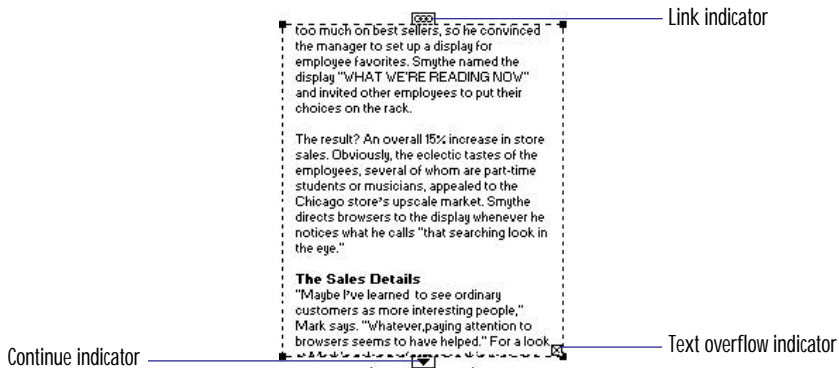 Link indicator
too much on best sellers, so he convinced
the manager to set up a display for
employee favorites. Smythe named the
display "WHAT WE'RE READING NOW"
and invited other employees to put their
choices on the rack.
The result? An overall 15% increase in store
sales. Obviously, the eclectic tastes of the
employees, several of whom are part-time
students or musicians, appealed to the
Chicago store's upscale market. Smythe
directs browsers to the display whenever he
notices what he calls "that searching look in
the eye."
The Sales Details
"Maybe I've learned to see ordinary
customers as more interesting people,"
Mark says. "Whatever,paying attention to
browsers seems to have helped." For a look
Text overflow indicator
Continue indicator